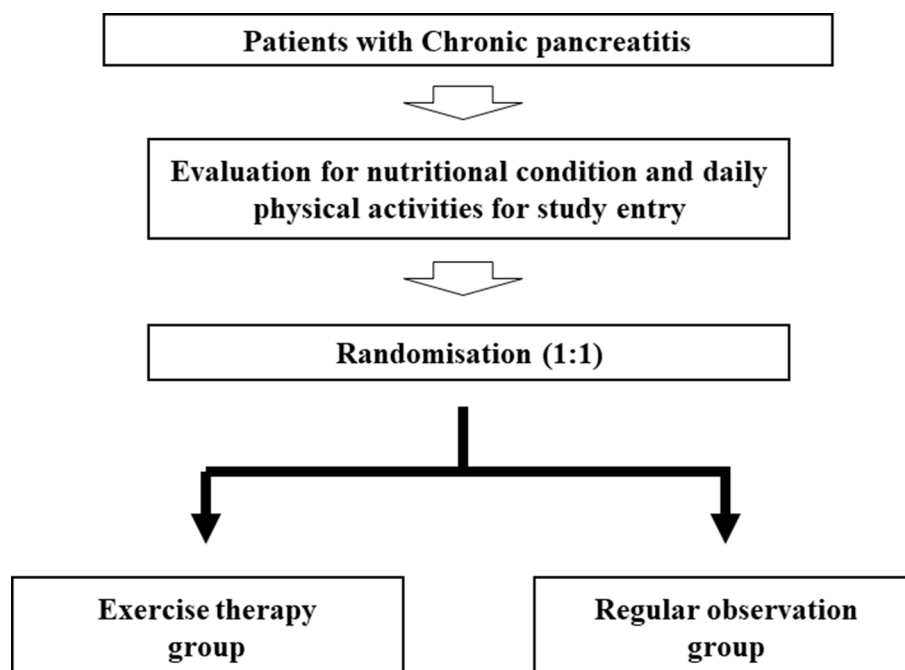 Patients with Chronic pancreatitis
Evaluation for nutritional condition and daily
physical activities for study entry
Randomisation (1:1)
Exercise therapy
group
Regular observation
group